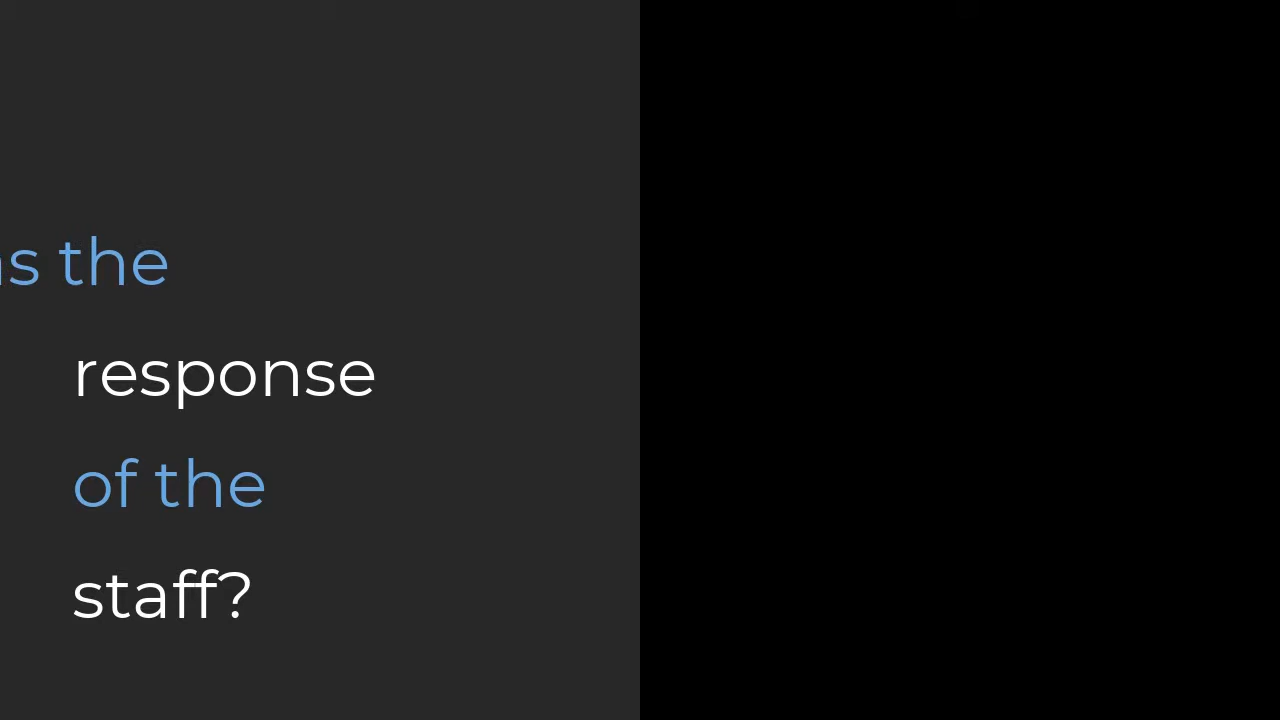 the
response
of the
staff?